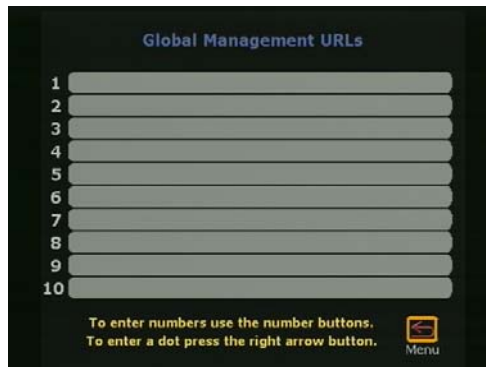 Global Management URLs
1
2
3
4
5
6
7
8
9
10
To enter numbers use the number buttons.
To enter a dot press the right arrow button.
Menu